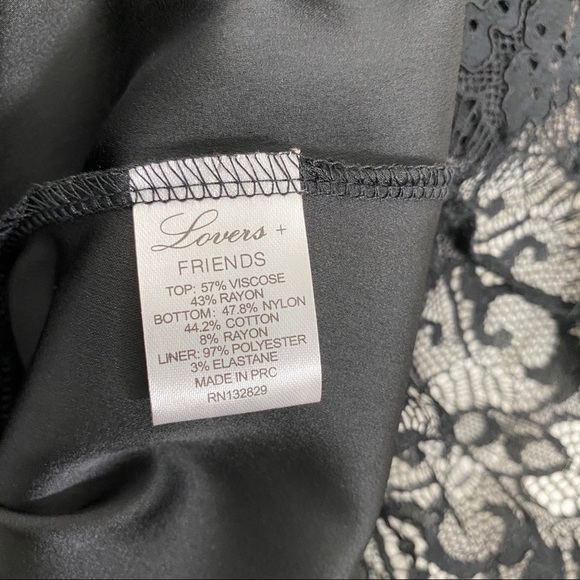 Lovers +
FRIENDS
TOP: 57% VISCOSE
43% RAYON
BOTTOM: 47.8% NYLON
44.2% COTTON
8% RAYON
LINER: 97% POLYESTER
3% ELASTANE
MADE IN PRC
RN132829